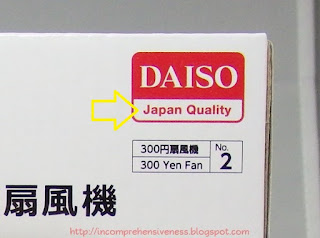 DAISO
Japan Quality
300円扇風機
300 Yen Fan
No.
2
扇風機
http://incomprehensiveness.blogspot.com